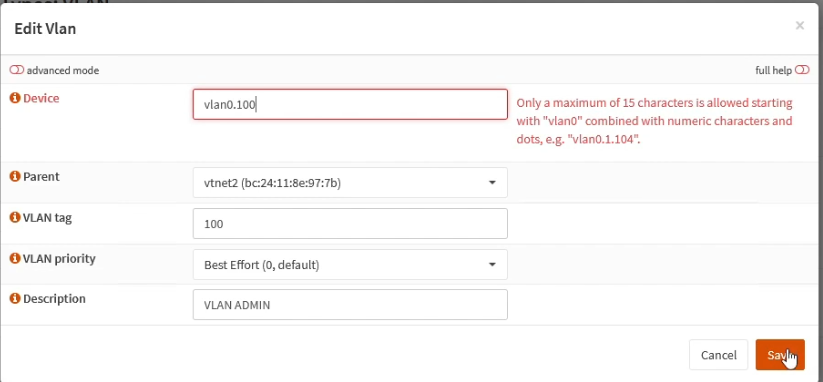 Edit Vlan
×
advanced mode
full help
Device
vlan0.100
Only a maximum of 15 characters is allowed starting
with "vlan0" combined with numeric characters and
dots, e.g. "vlan0.1.104".
Parent
vtnet2 (bc:24:11:8e:97:7b)
VLAN tag
100
VLAN priority
Best Effort (0, default)
Description
VLAN ADMIN
Cancel